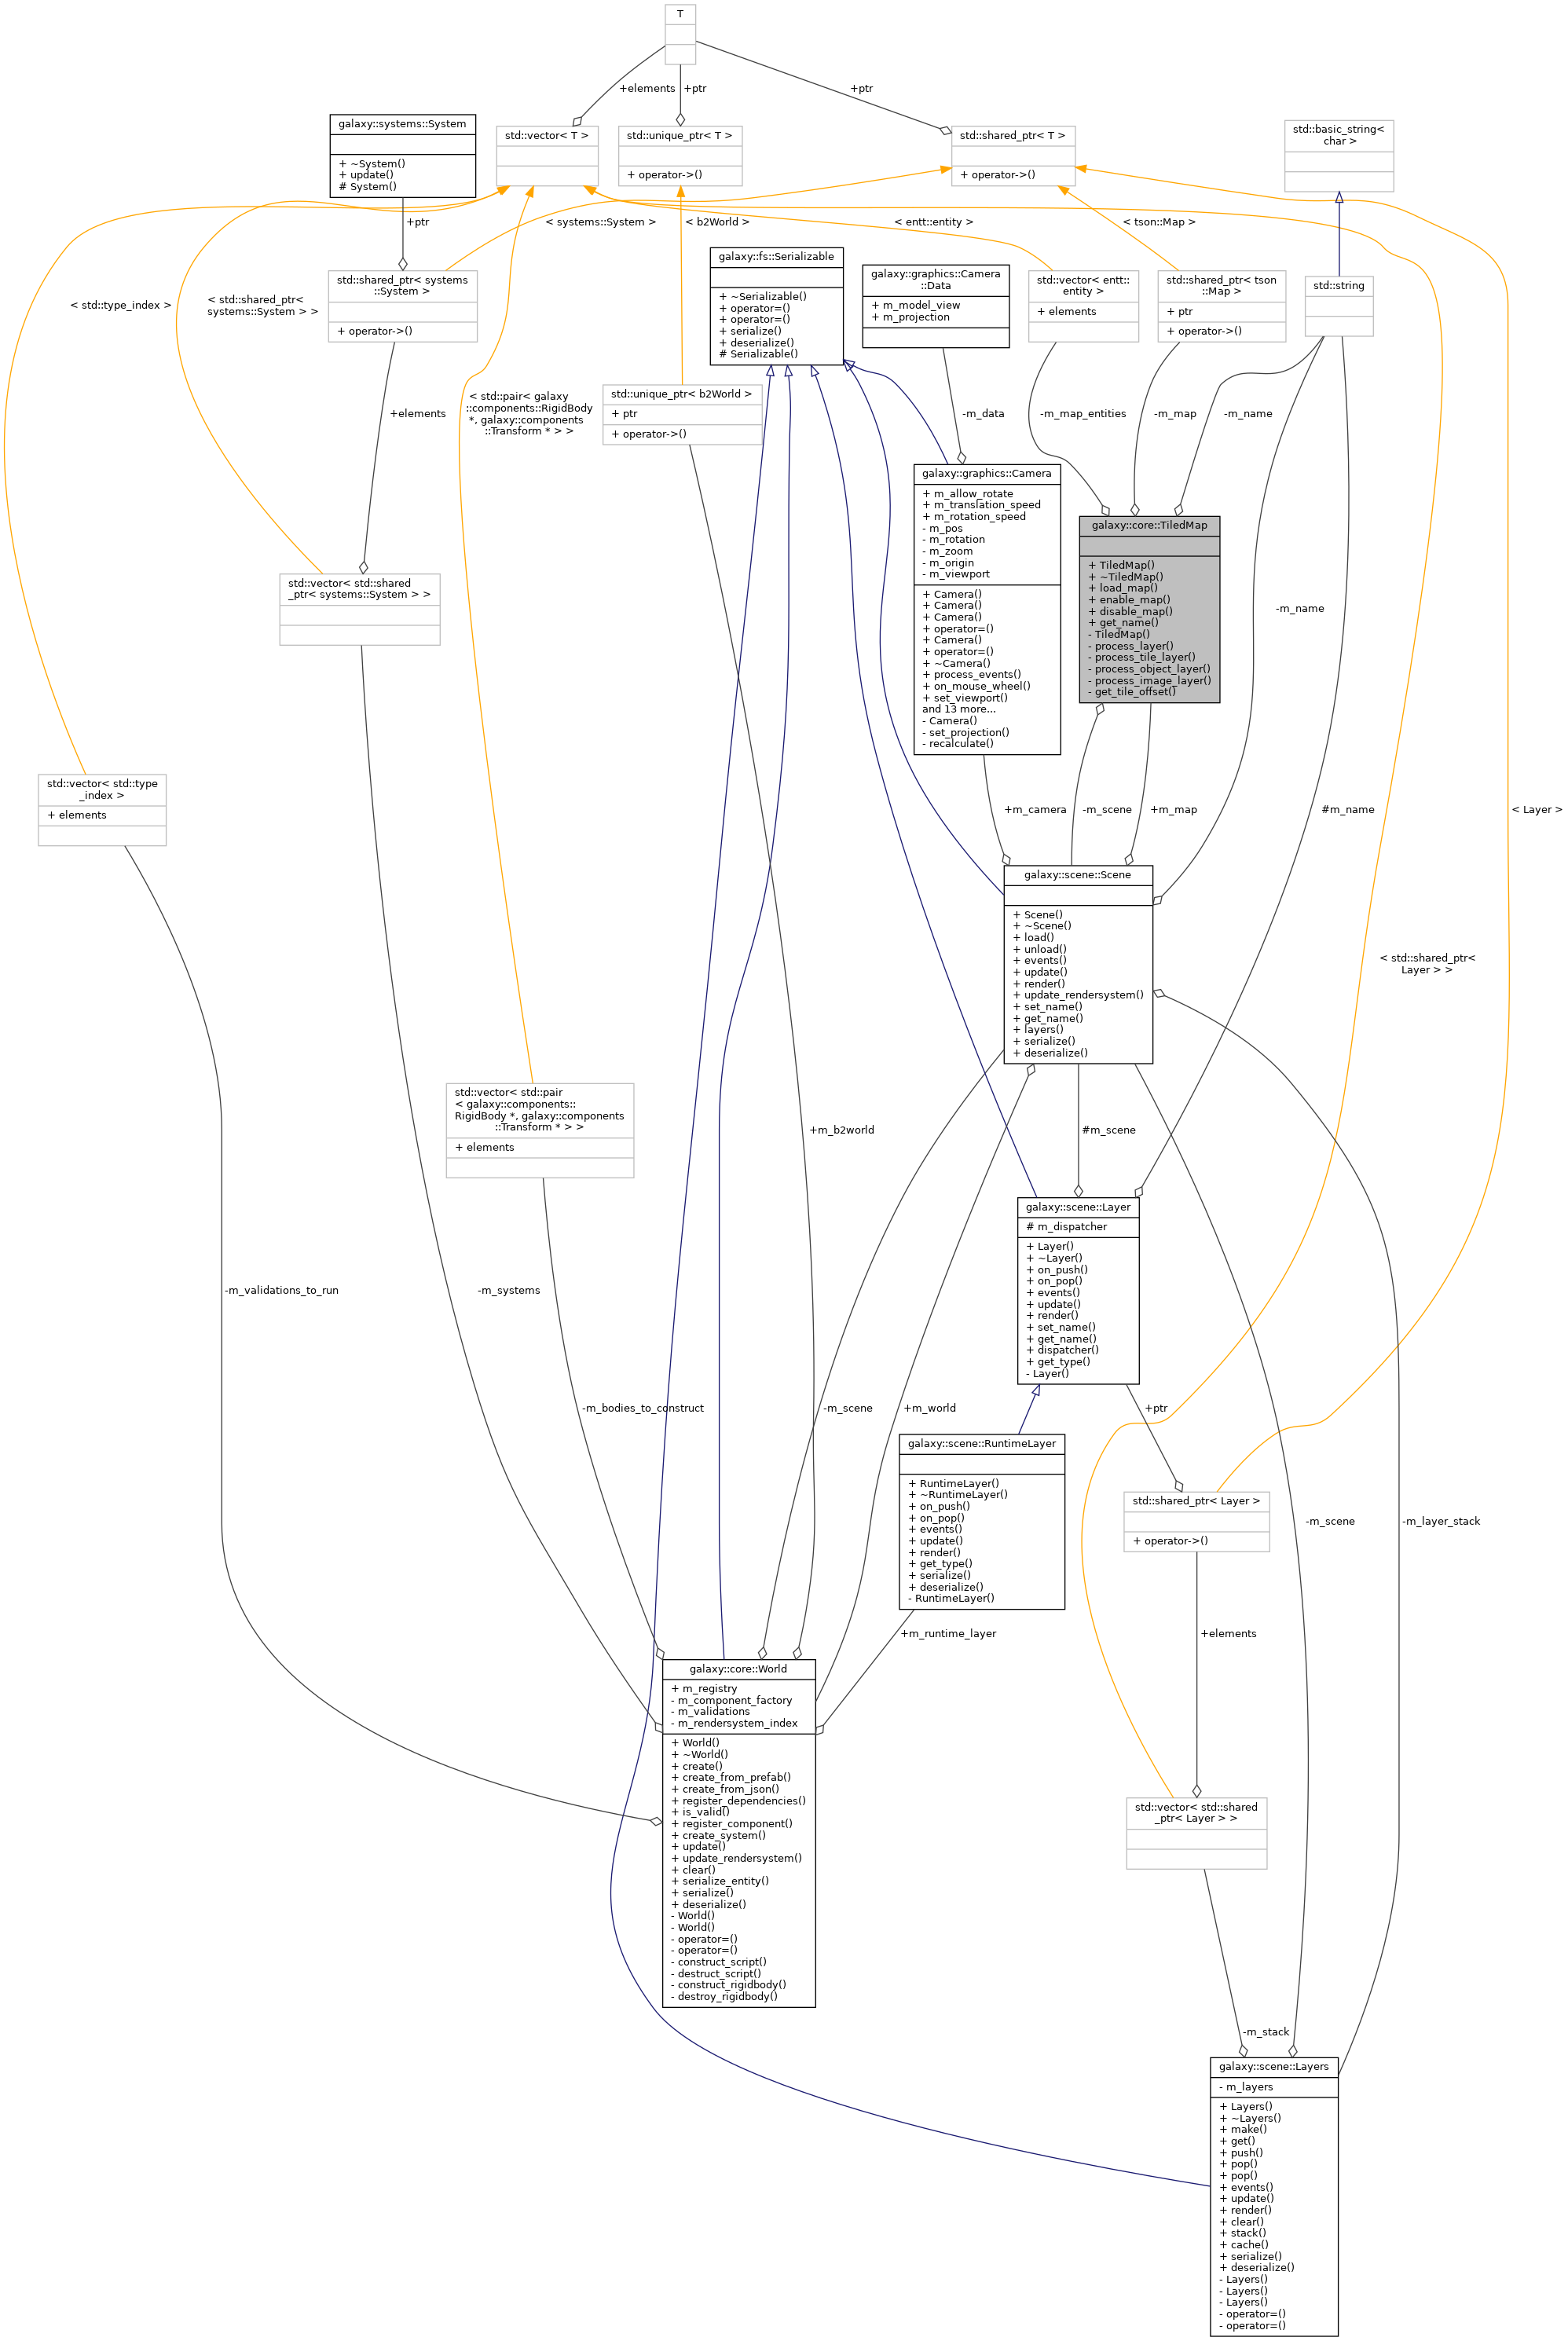 T
+elements
+ptr
+ptr
galaxy::systems::System
+ ~System()
+ update()
# System()
std::vector< T >
std::unique_ptr< T >
+ operator->()
std::shared_ptr< T >
+ operator->()
std::basic_string<
char >
+ptr
< systems::System >
< b2World >
< entt::entity >
< tson::Map >
galaxy::fs::Serializable
+ ~Serializable()
+ operator=()
+ operator=()
+ serialize()
+ deserialize()
# Serializable()
galaxy::graphics::Camera
::Data
+ m_model_view
+ m_projection
std::shared_ptr< systems
::System >
+ operator->()
std::vector< entt::
entity >
+ elements
std::shared_ptr< tson
::Map >
+ ptr
+ operator->()
std::string
< std::type_index >
< std::shared_ptr<
systems::System > >
< std::pair< galaxy
::components::RigidBody
*, galaxy::components
::Transform * > >
std::unique_ptr< b2World >
+ ptr
+ operator->()
+elements
-m_data
-m_map_entities
-m_map
-m_name
galaxy::graphics::Camera
+ m_allow_rotate
+ m_translation_speed
+ m_rotation_speed
- m_pos
- m_rotation
- m_zoom
- m_origin
- m_viewport
+ Camera()
+ Camera()
+ Camera()
+ operator=()
+ Camera()
+ operator=()
+ ~Camera()
+ process_events()
+ on_mouse_wheel()
+ set_viewport()
and 13 more...
- Camera()
- set_projection()
- recalculate()
galaxy::core::TiledMap
+ TiledMap()
+ ~TiledMap()
+ load_map()
+ enable_map()
+ disable_map()
+ get_name()
- TiledMap()
- process_layer()
- process_tile_layer()
- process_object_layer()
- process_image_layer()
- get_tile_offset()
std::vector< std::shared
_ptr< systems::System > >
-m_name
std::vector< std::type
_index >
+ elements
+m_camera
-m_scene
+m_map
#m_name
< Layer >
galaxy::scene::Scene
+ Scene()
+ ~Scene()
+ load()
+ unload()
+ events()
+ update()
+ render()
+ update_rendersystem()
+ set_name()
+ get_name()
+ layers()
+ serialize()
+ deserialize()
< std::shared_ptr<
Layer > >
std::vector< std::pair
< galaxy::components::
RigidBody *, galaxy::components
::Transform * > >
+ elements
+m_b2world
#m_scene
galaxy::scene::Layer
# m_dispatcher
+ Layer()
+ ~Layer()
+ on_push()
+ on_pop()
+ events()
+ update()
+ render()
+ set_name()
+ get_name()
+ dispatcher()
+ get_type()
- Layer()
-m_validations_to_run
-m_systems
-m_bodies_to_construct
-m_scene
+m_world
+ptr
galaxy::scene::RuntimeLayer
+ RuntimeLayer()
+ ~RuntimeLayer()
+ on_push()
+ on_pop()
+ events()
+ update()
+ render()
+ get_type()
+ serialize()
+ deserialize()
- RuntimeLayer()
std::shared_ptr< Layer >
+ operator->()
-m_scene
-m_layer_stack
+m_runtime_layer
+elements
galaxy::core::World
+ m_registry
- m_component_factory
- m_validations
- m_rendersystem_index
+ World()
+ ~World()
+ create()
+ create_from_prefab()
+ create_from_json()
+ register_dependencies()
+ is_valid()
+ register_component()
+ create_system()
+ update()
+ update_rendersystem()
+ clear()
+ serialize_entity()
+ serialize()
+ deserialize()
- World()
- World()
- operator=()
- operator=()
- construct_script()
- destruct_script()
- construct_rigidbody()
- destroy_rigidbody()
std::vector< std::shared
_ptr< Layer > >
-m_stack
galaxy::scene::Layers
- m_layers
+ Layers()
+ ~Layers()
+ make()
+ get()
+ push()
+ pop()
+ pop()
+ events()
+ update()
+ render()
+ clear()
+ stack()
+ cache()
+ serialize()
+ deserialize()
- Layers()
- Layers()
- Layers()
- operator=()
- operator=()